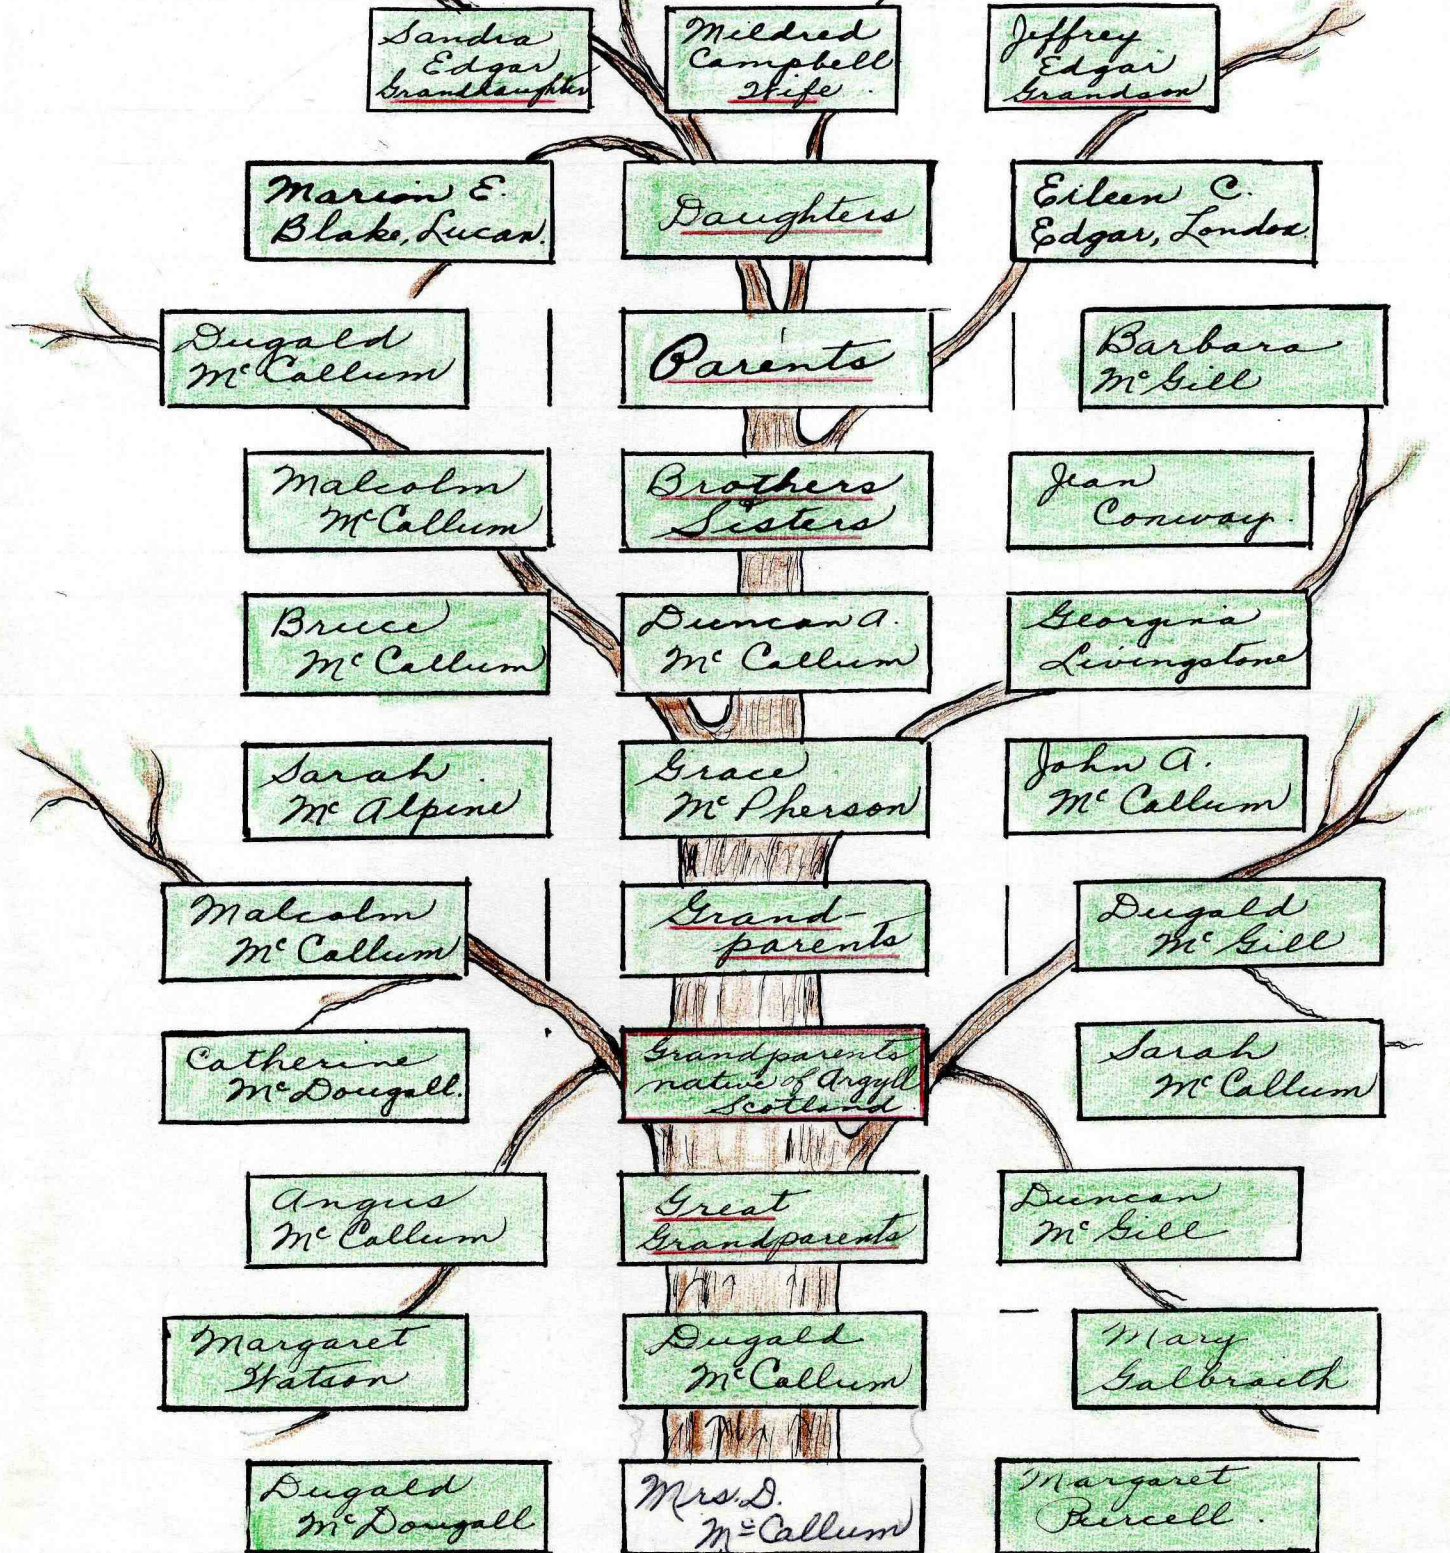 Sandra
Edgar
Granddaughter
Mildred
Campbell
Wife.
Jeffrey
Edgar
Grandson
Marion E.
Blake, Lucan.
Daughters
Eileen C.
Edgar, London.
Dugald
McCallum
Parents
Barbara
McGill
Malcolm
McCallum
Brothers
Sisters
Jean
Conway.
Bruce
McCallum
Duncan A.
McCallum
Georgina
Livingstone
Sarah
McAlpine
Grace
McPherson
John A.
McCallum
Malcolm
McCallum
Grand-
parents
Dugald
McGill
Catherine
McDougall.
Grandparents
native of Argyll
Scotland.
Sarah
McCallum
Angus
McCallum
Great
Grandparents
Duncan
McGill
Margaret
Watson
Dugald
McCallum
Mary
Galbraith
Dugald
McDougall
Mrs. D.
McCallum
Margaret
Purcell.